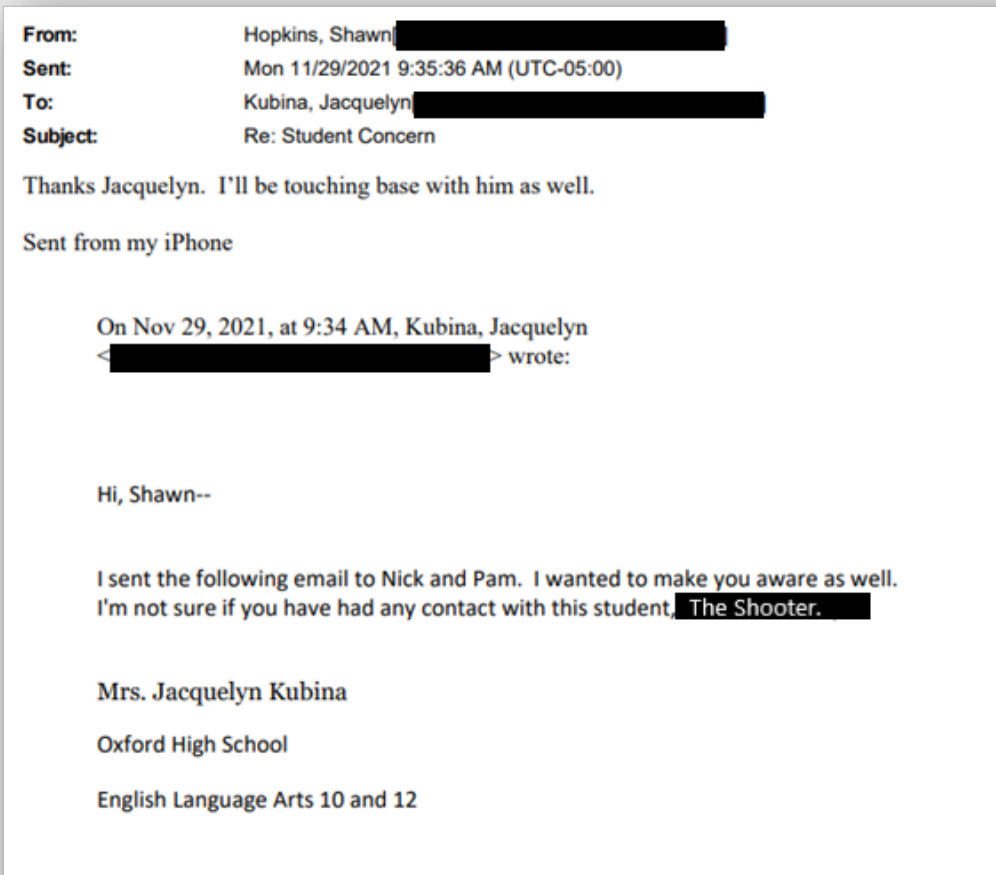 From: Hopkins, Shawn[
Sent: Mon 11/29/2021 9:35:36 AM (UTC-05:00)
To: Kubina, Jacquelyn[
Subject: Re: Student Concern
Thanks Jacquelyn.  I'll be touching base with him as well.
Sent from my iPhone
On Nov 29, 2021, at 9:34 AM, Kubina, Jacquelyn
< > wrote:
Hi, Shawn--
I sent the following email to Nick and Pam.  I wanted to make you aware as well.
I'm not sure if you have had any contact with this student, The Shooter.
Mrs. Jacquelyn Kubina
Oxford High School
English Language Arts 10 and 12